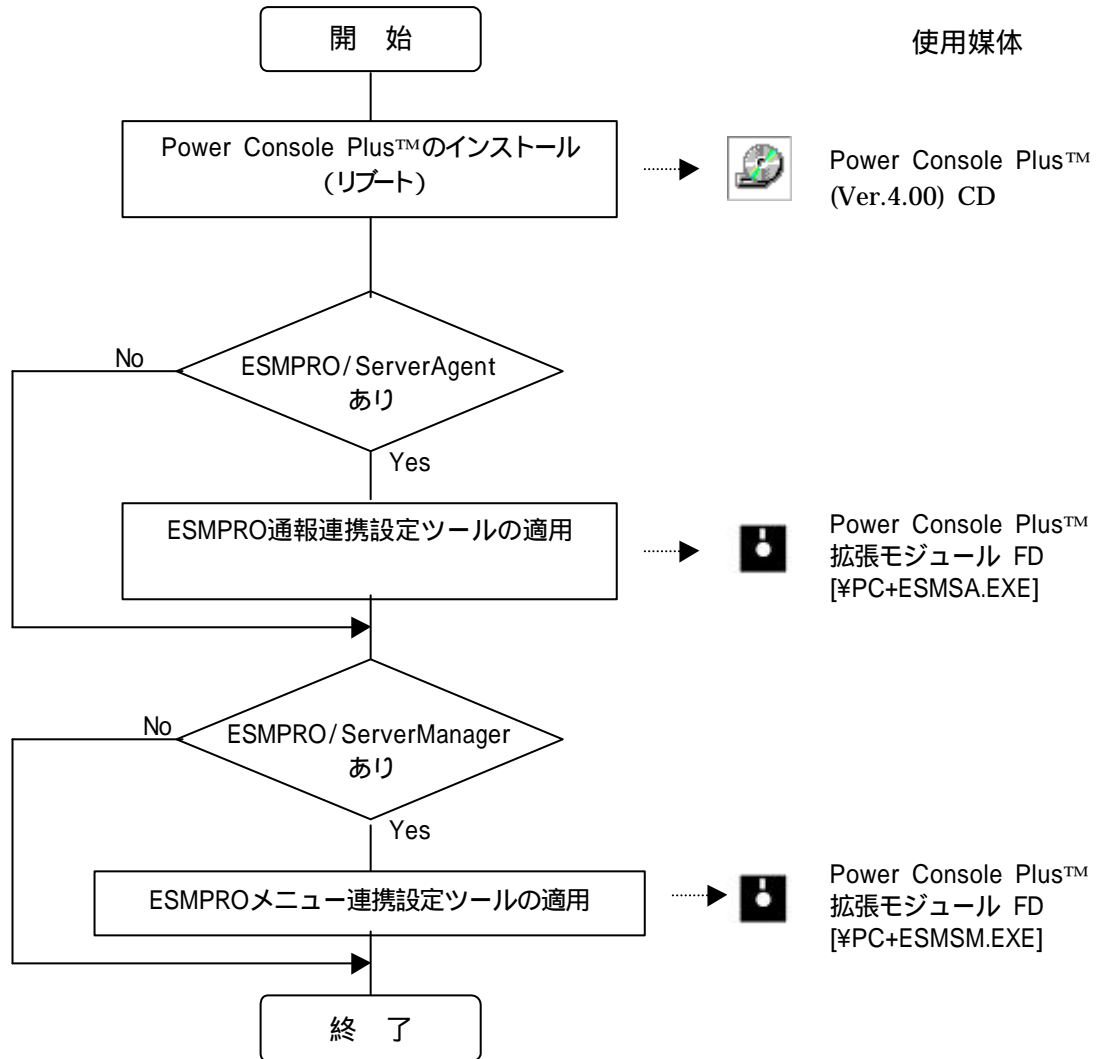 開　始
使用媒体
Power Console Plus™のインストール
（リブート）
Power Console Plus™
(Ver.4.00) CD
No
ESMPRO/ServerAgent
あり
Yes
ESMPRO通報連携設定ツールの適用
Power Console Plus™
拡張モジュール FD
[¥PC+ESMSA.EXE]
No
ESMPRO/ServerManager
あり
Yes
ESMPROメニュー連携設定ツールの適用
Power Console Plus™
拡張モジュール FD
[¥PC+ESMSM.EXE]
終　了